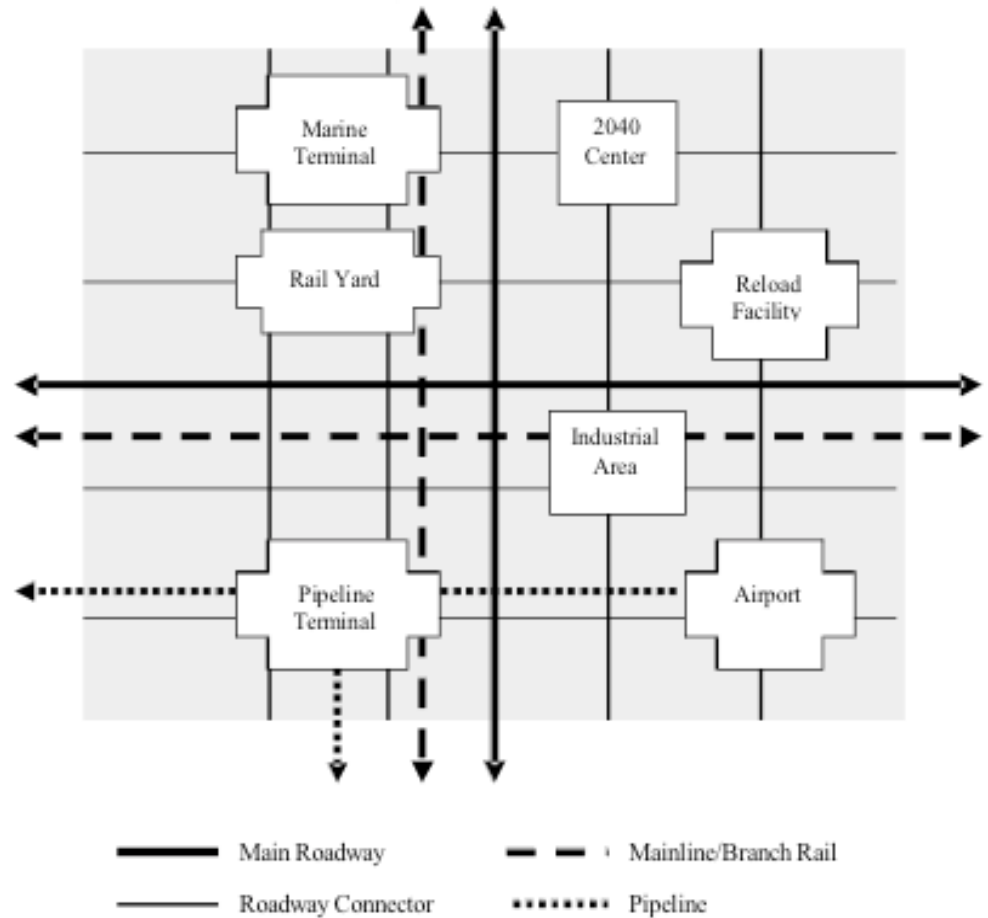 Marine
Terminal
2040
Center
Rail Yard
Reload
Facility
Industrial
Area
Pipeline
Terminal
Airport
Main Roadway
Mainline/Branch Rail
Roadway Connector
Pipeline